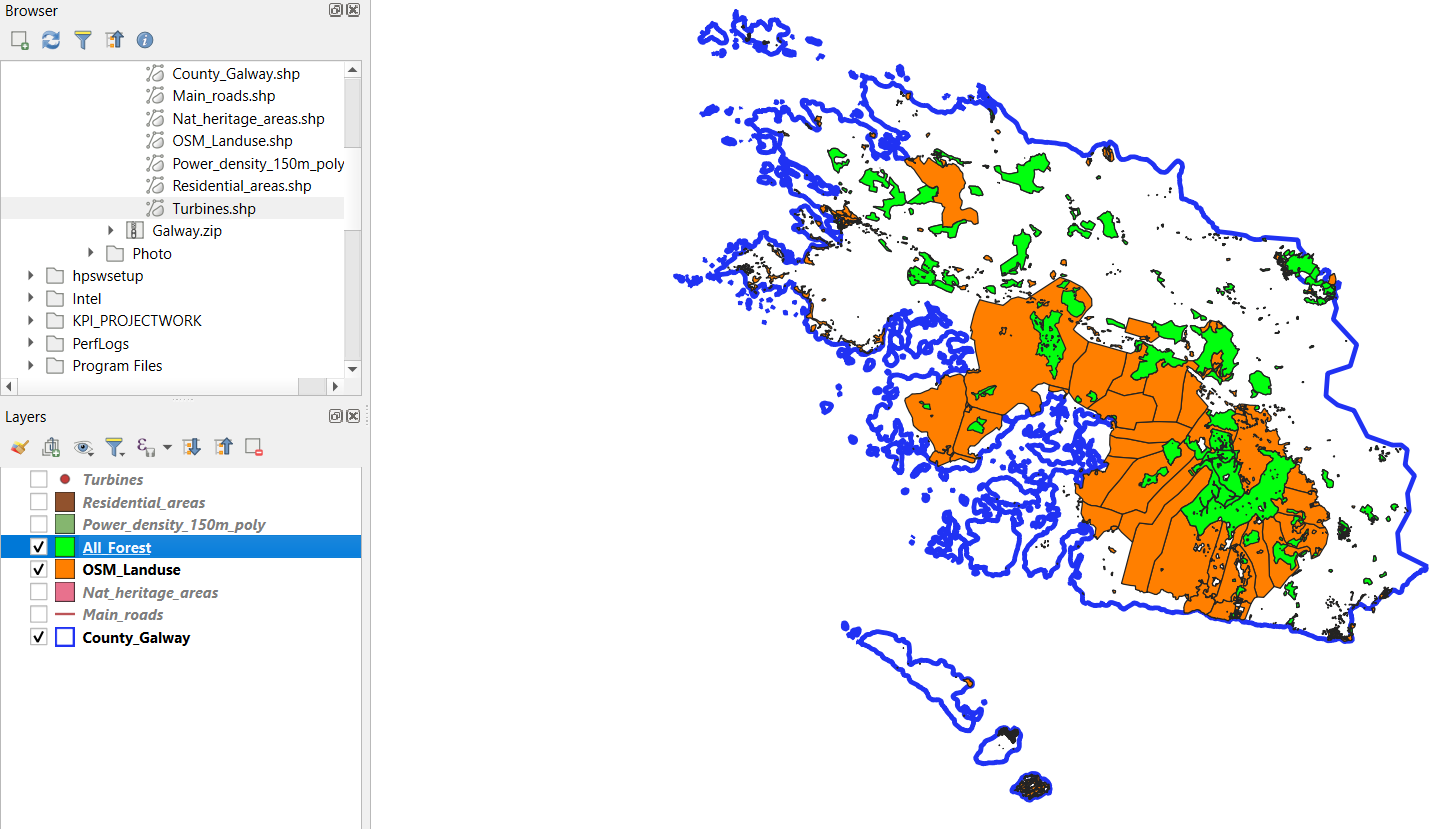 Browser
County_Galway.shp
Main_roads.shp
Nat_heritage_areas.shp
OSM_Landuse.shp
Power_density_150m_poly
Residential_areas.shp
Turbines.shp
Galway.zip
Photo
hpswsetup
Intel
KPI_PROJECTWORK
PerfLogs
Program Files
Layers
Turbines
Residential_areas
Power_density_150m_poly
All_Forest
OSM_Landuse
Nat_heritage_areas
Main_roads
County_Galway